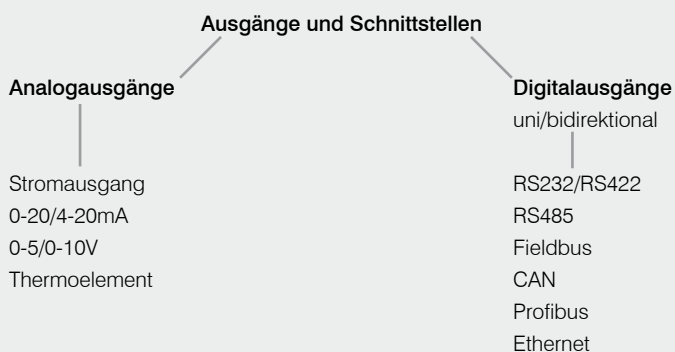 Ausgänge und Schnittstellen
Analogausgänge
Stromausgang
0-20/4-20mA
0-5/0-10V
Thermoelement
Digitalausgänge
uni/bidirektional
RS232/RS422
RS485
Fieldbus
CAN
Profibus
Ethernet